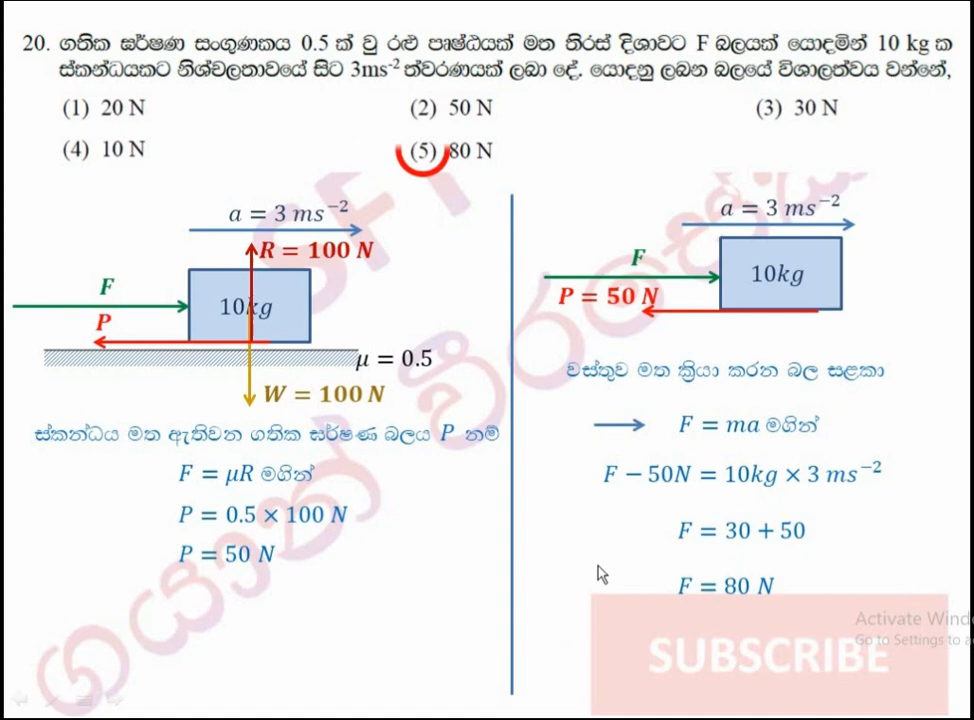 20. ගතික ඝර්ෂණ සංගුණකය 0.5 ක් වු රළු පෘෂ්ඨයක් මත තිරස් දිශාවට F බලයක් යොදමින් 10 kg ක
ස්කන්ධයකට නිශ්චලතාවයේ සිට 3ms⁻² ත්වරණයක් ලබා දේ. යොදනු ලබන බලයේ විශාලත්වය වන්නේ,
(1) 20 N (2) 50 N (3) 30 N
(4) 10 N (5) 80 N
a = 3 ms⁻²
R = 100 N
F
10kg
P
μ = 0.5
W = 100 N
ස්කන්ධය මත ඇතිවන ගතික ඝර්ෂණ බලය P නම්
F = μR මගින්
P = 0.5 × 100 N
P = 50 N
a = 3 ms⁻²
F
10kg
P = 50 N
වස්තුව මත ක්‍රියා කරන බල සළකා
F = ma මගින්
F − 50N = 10kg × 3 ms⁻²
F = 30 + 50
F = 80 N
Activate Wind
Go to Settings to a
SUBSCRIBE